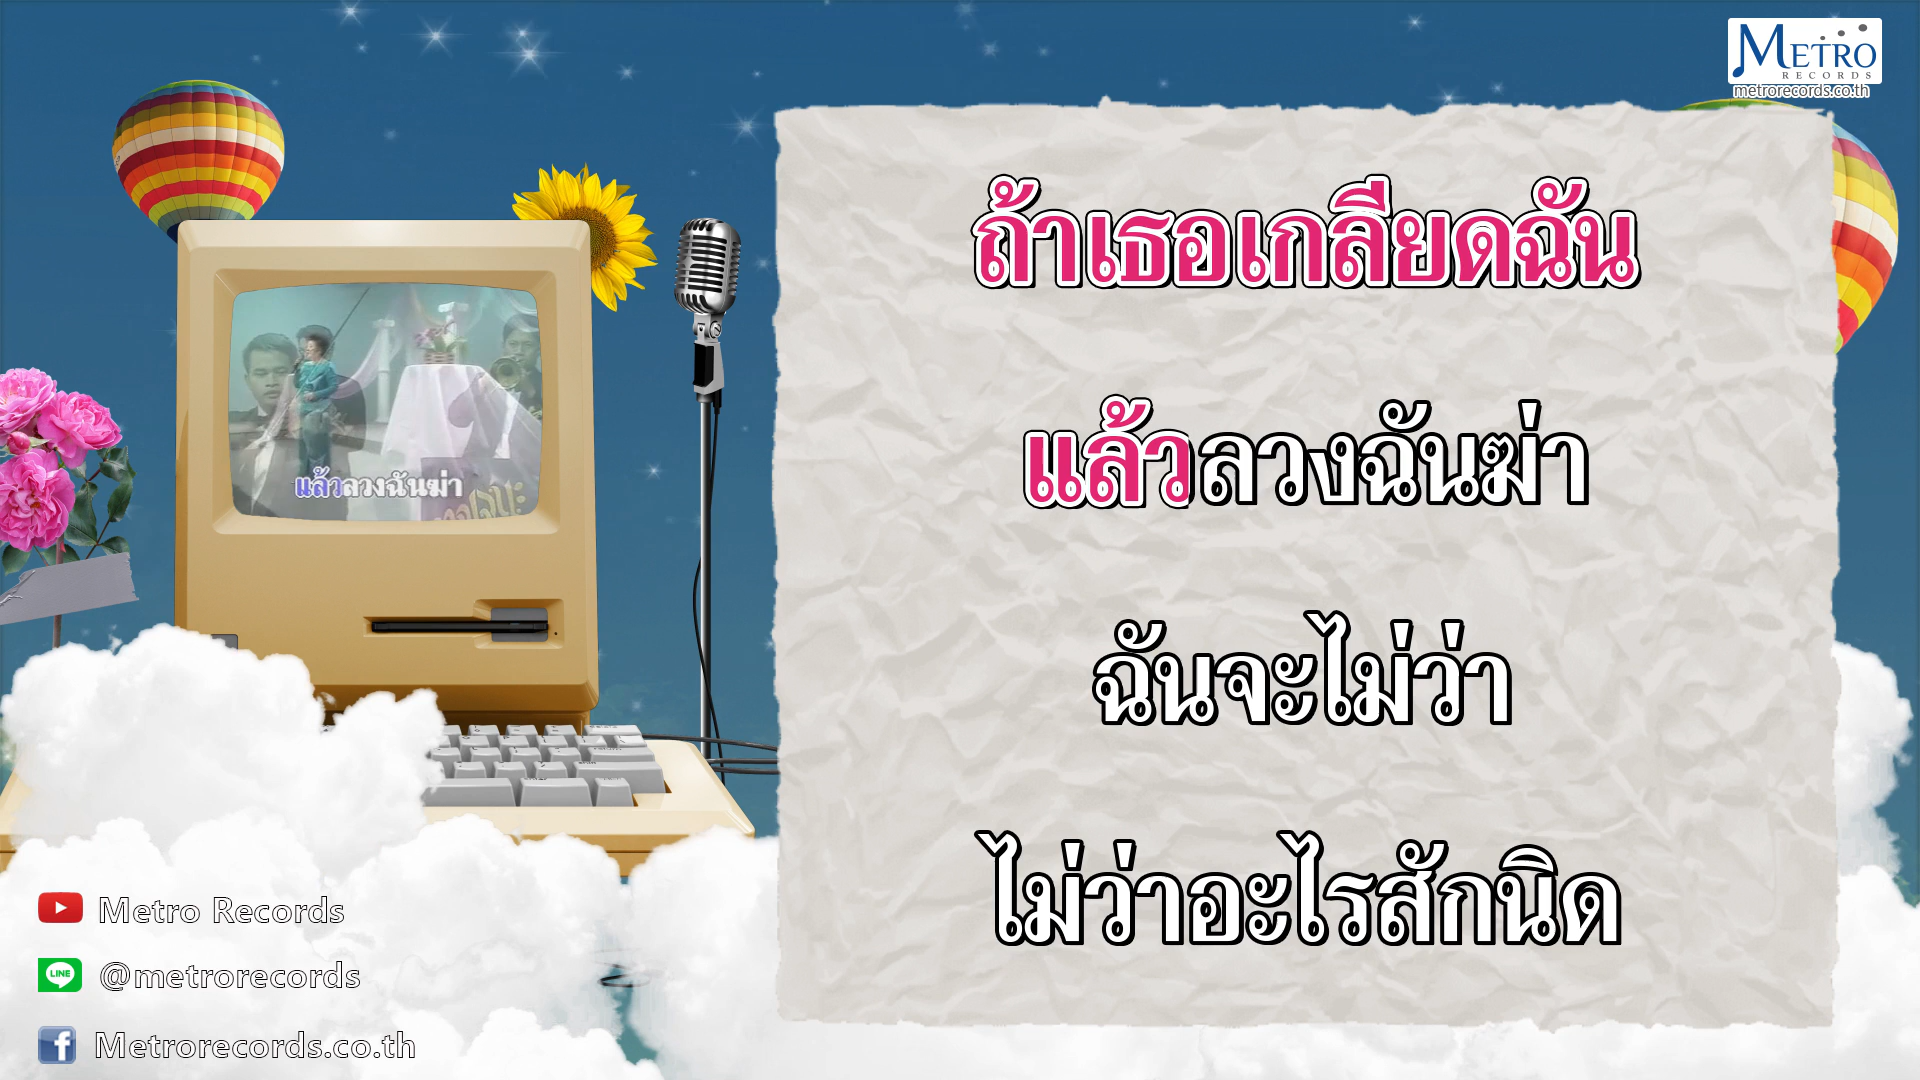 METRO
RECORDS
metrorecords.co.th
ถ้าเธอเกลียดฉัน
แล้วลวงฉันฆ่า
ฉันจะไม่ว่า
ไม่ว่าอะไรสักนิด
แล้วลวงฉันฆ่า
Metro Records
LINE
@metrorecords
f
Metrorecords.co.th